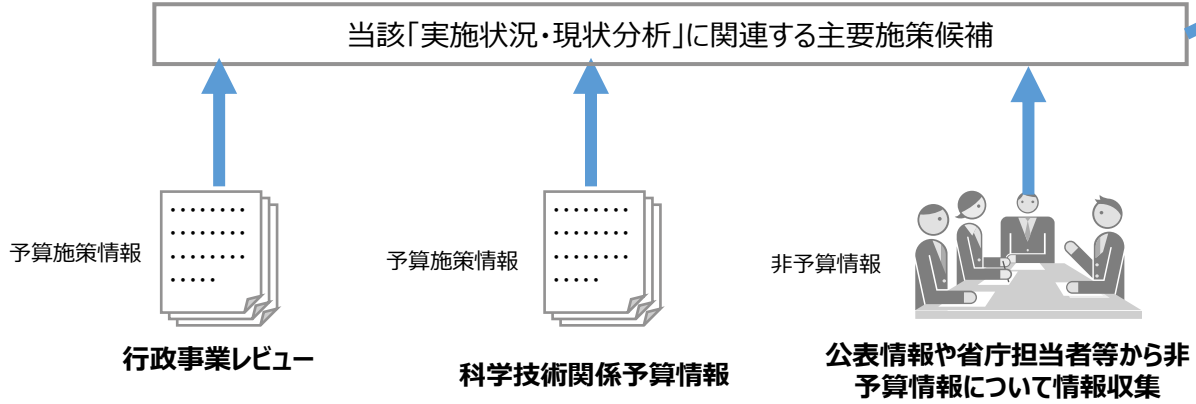 当該「実施状況・現状分析」に関連する主要施策候補
予算施策情報
予算施策情報
非予算情報
行政事業レビュー
科学技術関係予算情報
公表情報や省庁担当者等から非
予算情報について情報収集